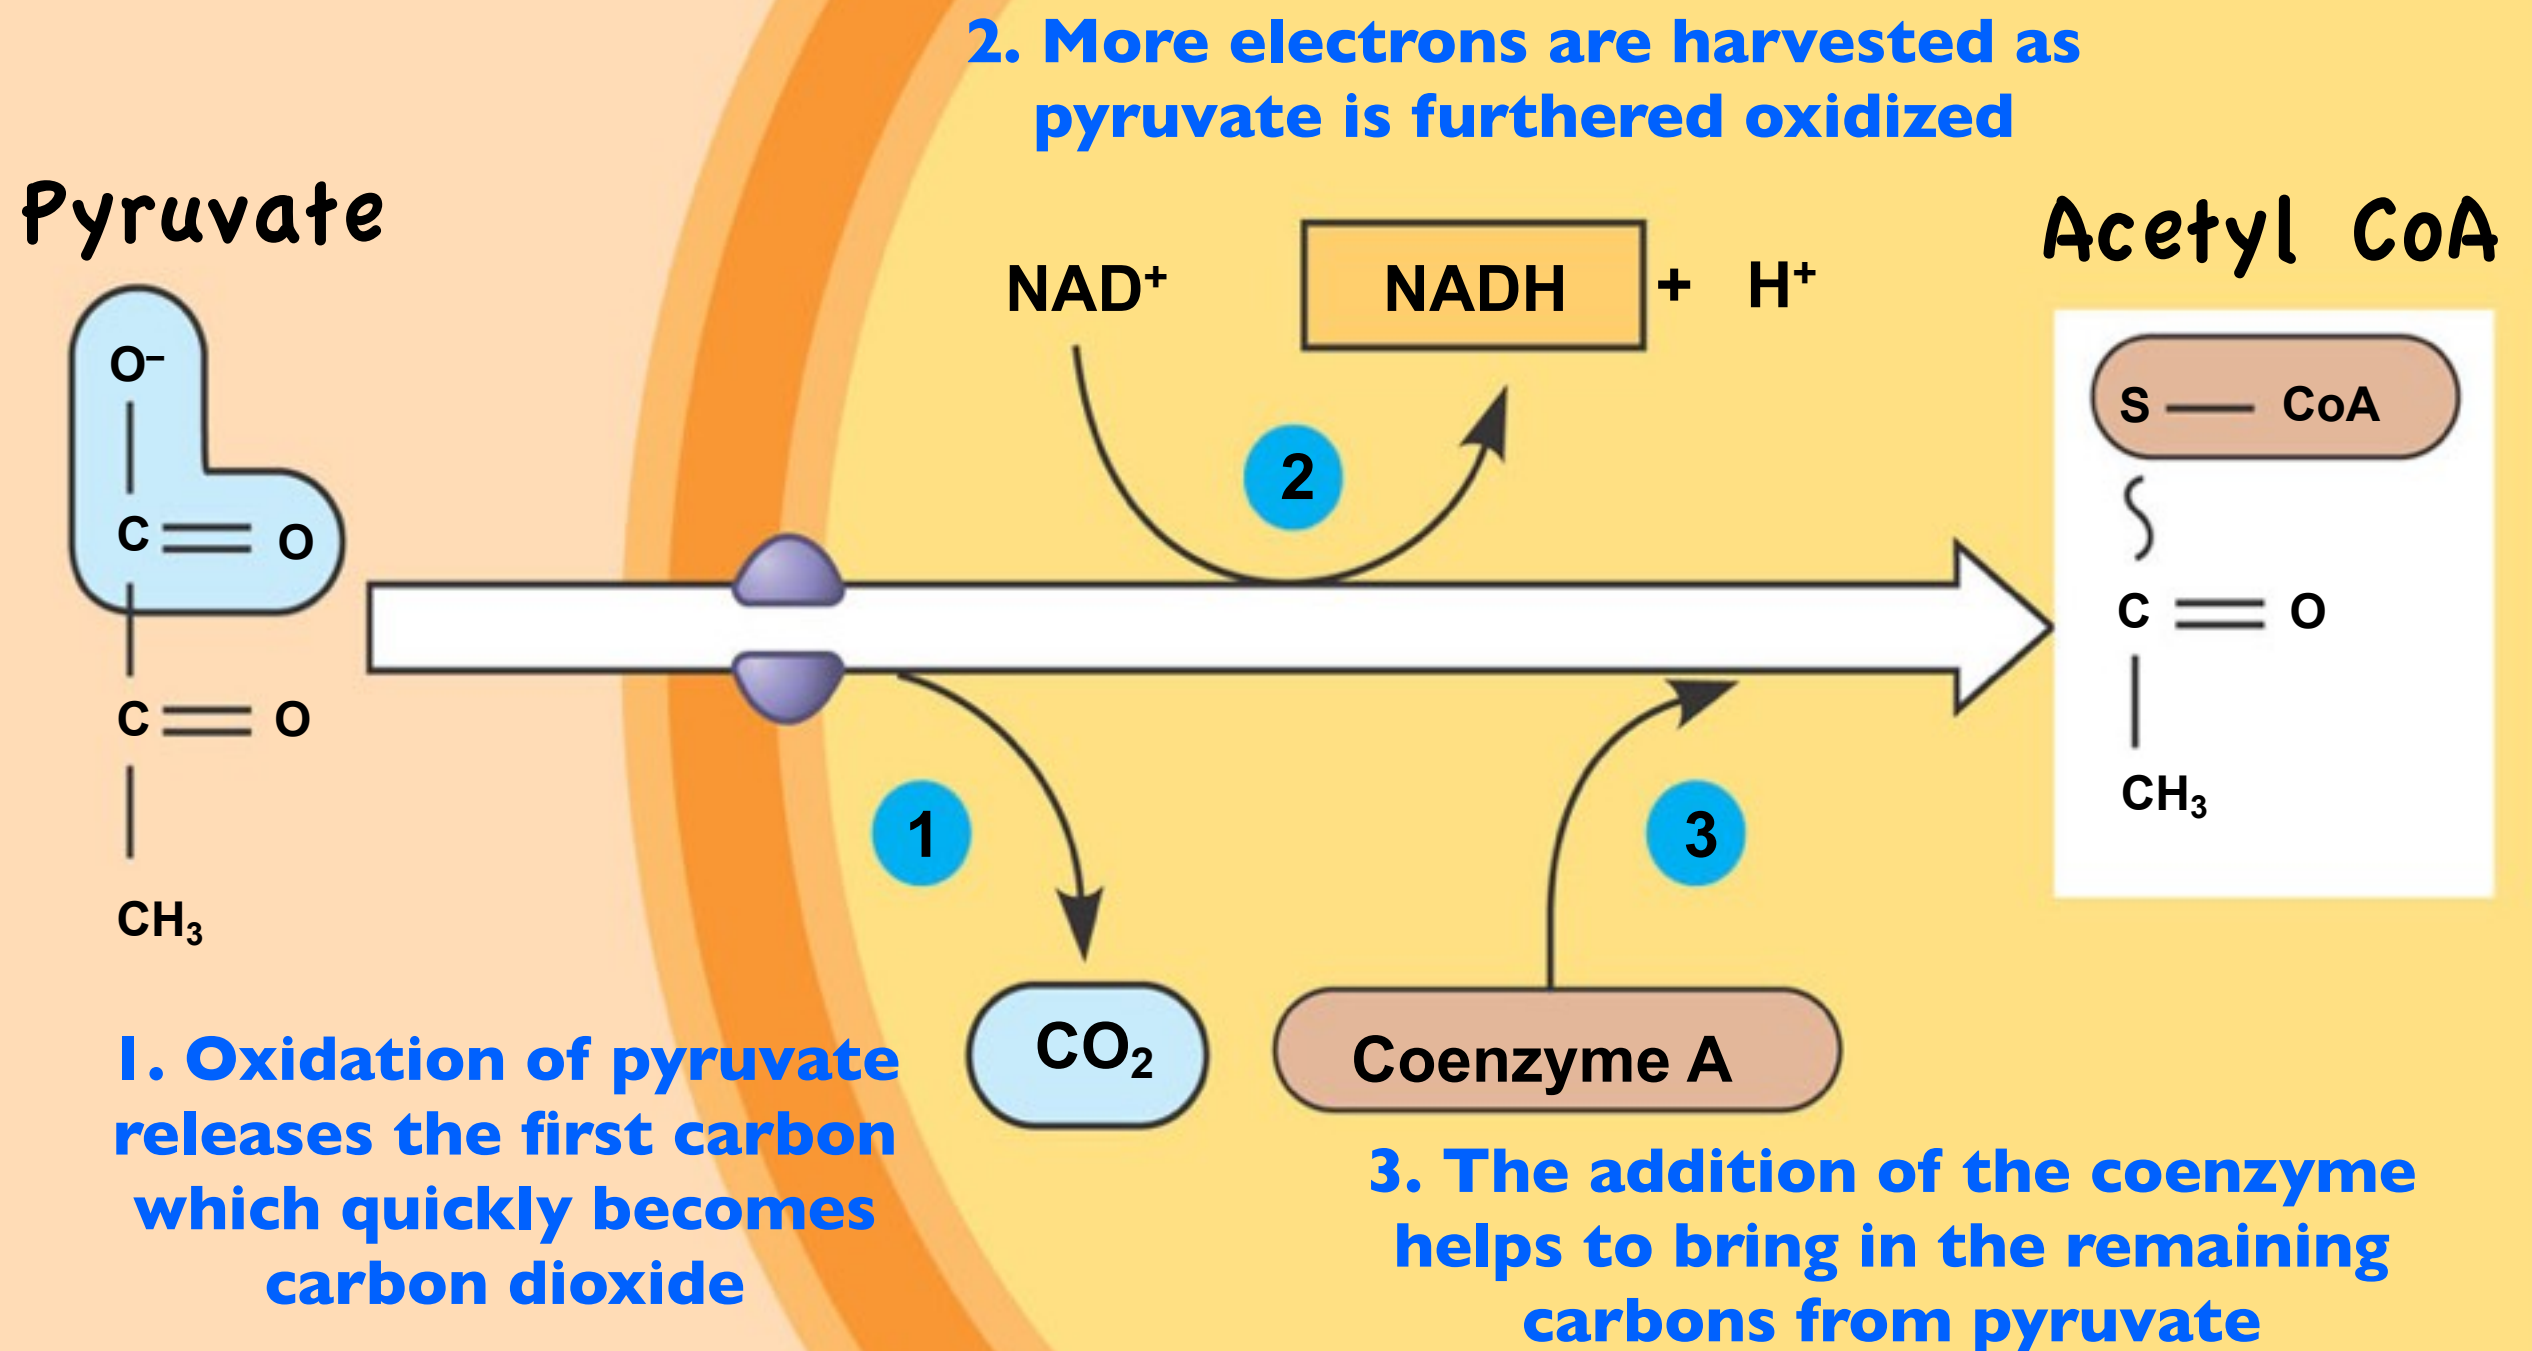 2. More electrons are harvested as
pyruvate is furthered oxidized
Pyruvate
Acetyl CoA
NAD⁺
NADH + H⁺
O⁻
C O
C O
CH₃
S CoA
C O
CH₃
2
1
3
CO₂
Coenzyme A
1. Oxidation of pyruvate
releases the first carbon
which quickly becomes
carbon dioxide
3. The addition of the coenzyme
helps to bring in the remaining
carbons from pyruvate